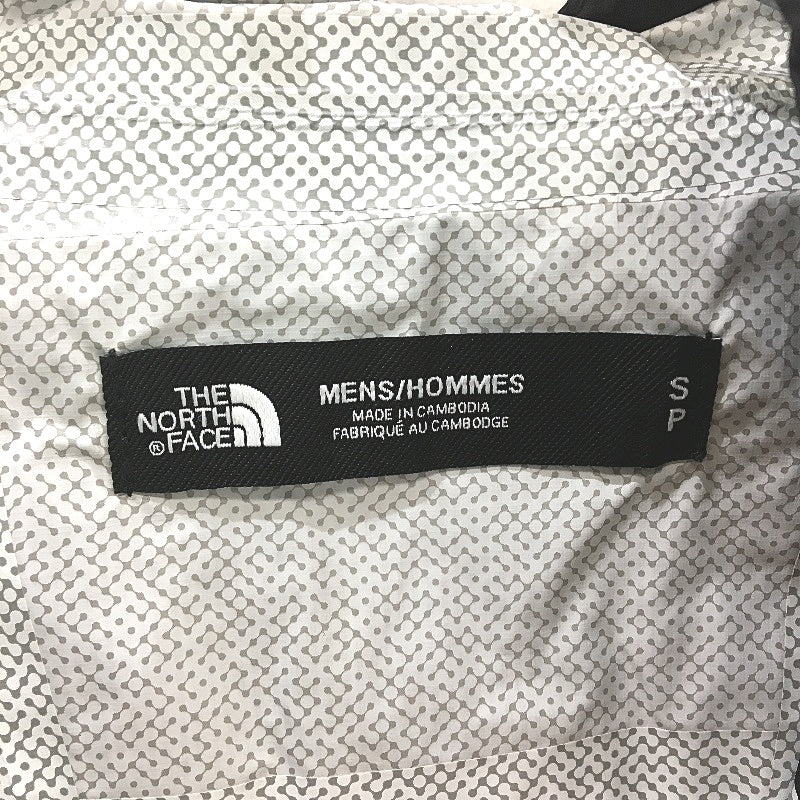 THE
NORTH
®FACE
MENS/HOMMES
MADE IN CAMBODIA
FABRIQUÉ AU CAMBODGE
S
P